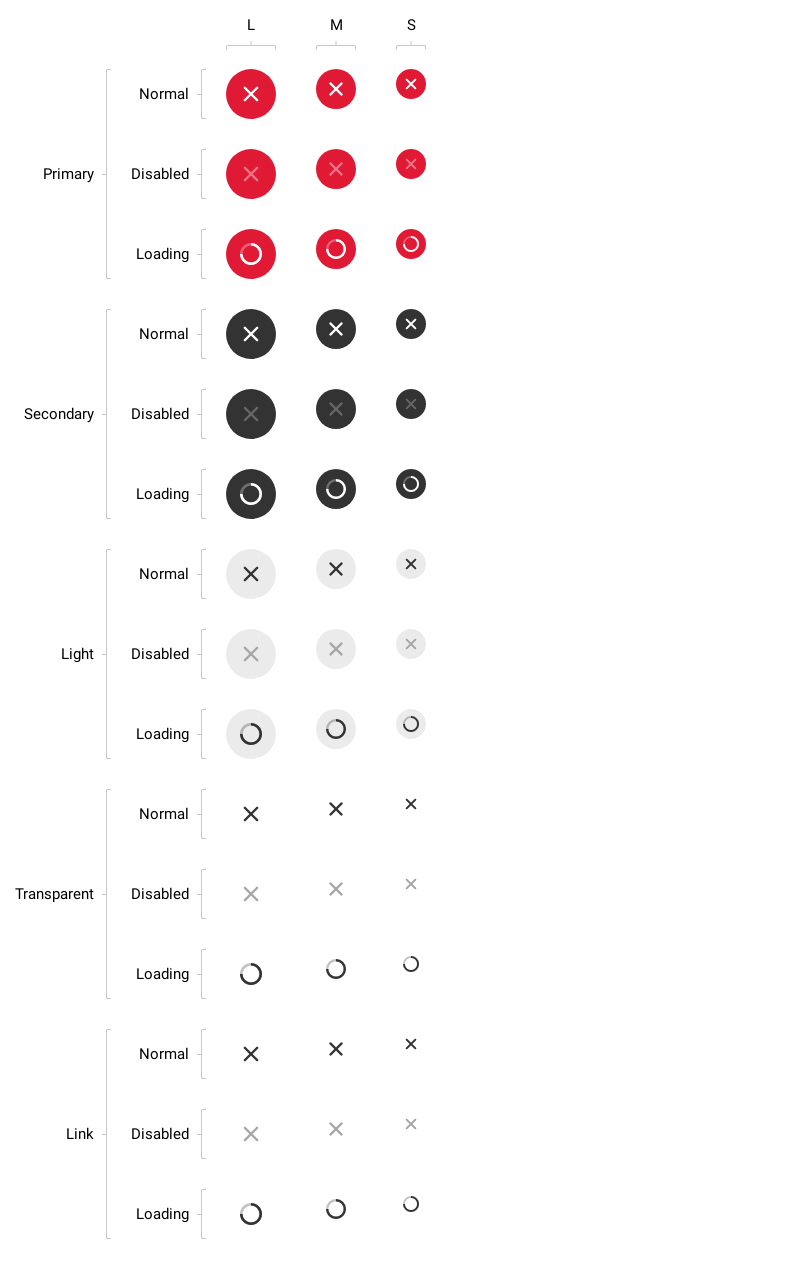 L M S
Normal
Primary Disabled
Loading
Normal
Secondary Disabled
Loading
Normal
Light Disabled
Loading
Normal
Transparent Disabled
Loading
Normal
Link Disabled
Loading